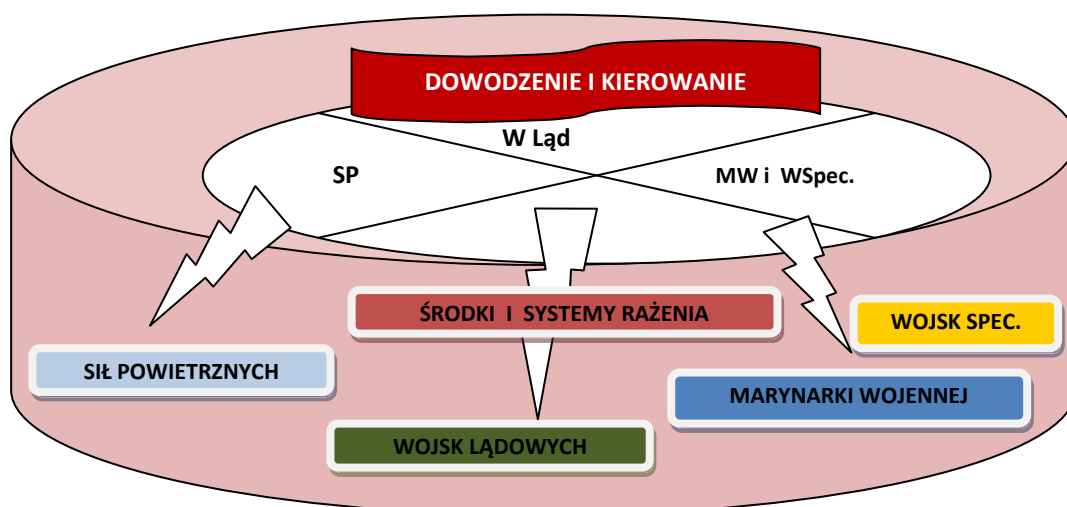 DOWODZENIE I KIEROWANIE
W Ląd
SP
MW i WSpec.
ŚRODKI I SYSTEMY RAŻENIA
WOJSK SPEC.
SIŁ POWIETRZNYCH
MARYNARKI WOJENNEJ
WOJSK LĄDOWYCH